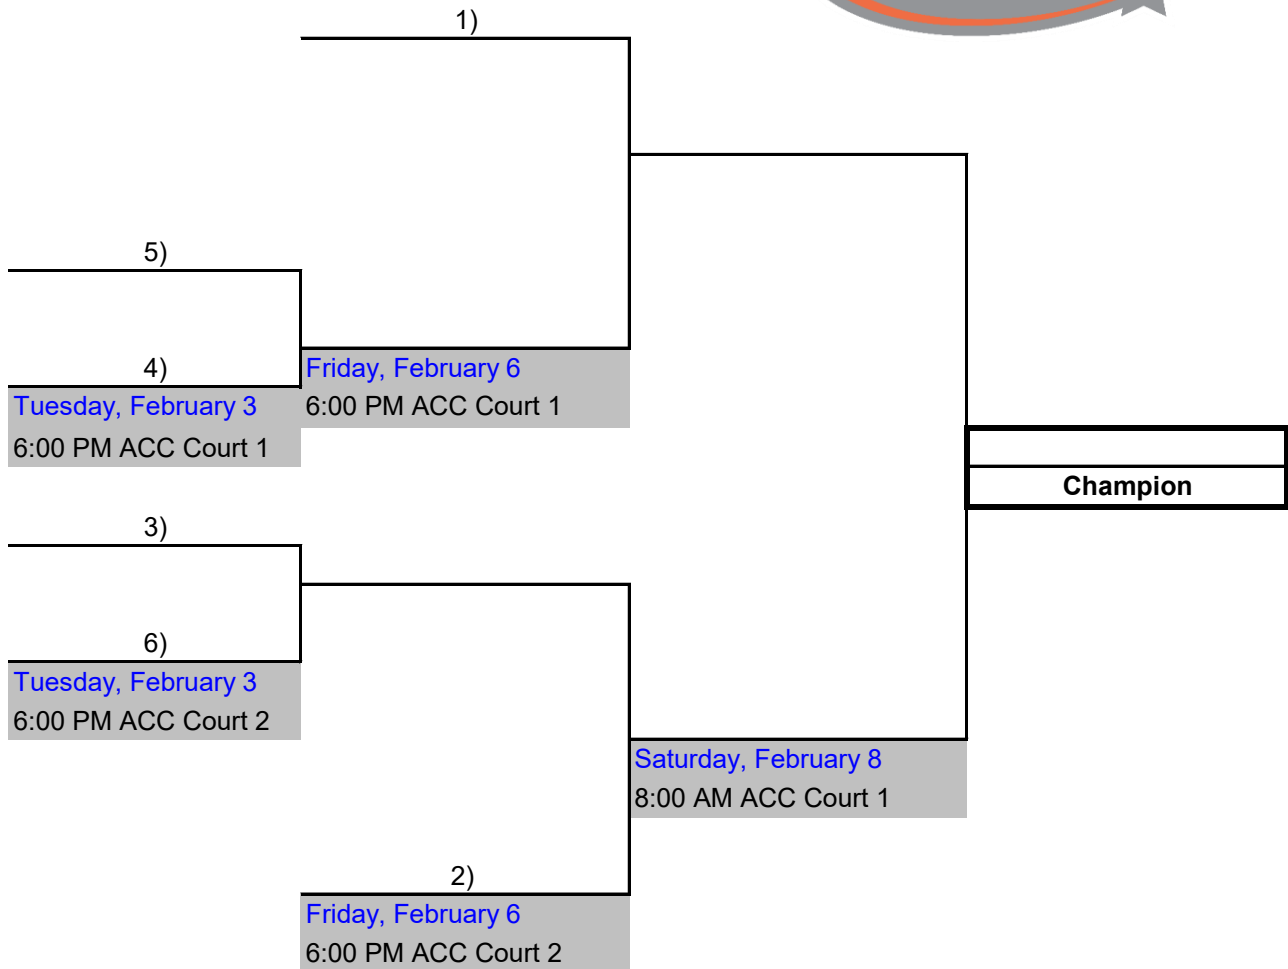 1)
5)
4)
Friday, February 6
Tuesday, February 3
6:00 PM ACC Court 1
6:00 PM ACC Court 1
Champion
3)
6)
Tuesday, February 3
6:00 PM ACC Court 2
Saturday, February 8
8:00 AM ACC Court 1
2)
Friday, February 6
6:00 PM ACC Court 2